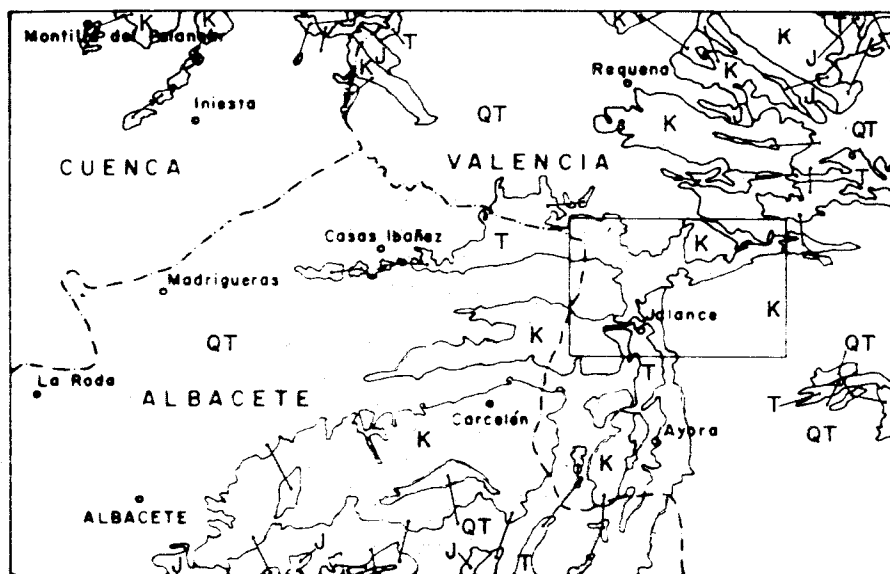 K K
Montilla del Palancar
T
K J
K
J
K
Requena
Iniesta
QT
K
J
J
QT
CUENCA
VALENCIA
T
T
Casas Ibañez
T
K
Madrigueras
Jalance
K
QT
K
QT
La Roda
ALBACETE
T
T
Carcelén
QT
K
Ayora
K
ALBACETE
QT
J
J
J
T